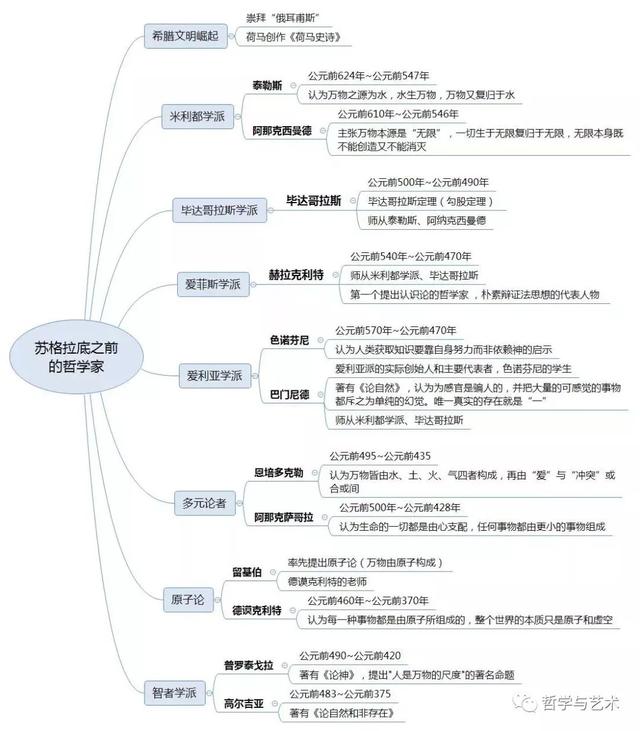 苏格拉底之前
的哲学家
希腊文明崛起
崇拜“俄耳甫斯”
荷马创作《荷马史诗》
米利都学派
泰勒斯
公元前624年~公元前547年
认为万物之源为水，水生万物，万物又复归于水
阿那克西曼德
公元前610年~公元前546年
主张万物本源是“无限”，一切生于无限复归于无限，无限本身既
不能创造又不能消灭
毕达哥拉斯学派
毕达哥拉斯
公元前500年~公元前490年
毕达哥拉斯定理（勾股定理）
师从泰勒斯、阿纳克西曼德
爱菲斯学派
赫拉克利特
公元前540年~公元前470年
师从米利都学派、毕达哥拉斯
第一个提出认识论的哲学家，朴素辩证法思想的代表人物
爱利亚学派
色诺芬尼
公元前570年~公元前470年
认为人类获取知识要靠自身努力而非依赖神的启示
巴门尼德
爱利亚派的实际创始人和主要代表者，色诺芬尼的学生
著有《论自然》，认为为感官是骗人的，并把大量的可感觉的事物
都斥之为单纯的幻觉。唯一真实的存在就是“一”
师从米利都学派、毕达哥拉斯
多元论者
恩培多克勒
公元前495~公元前435
认为万物皆由水、土、火、气四者构成，再由“爱”与“冲突”或
合或间
阿那克萨哥拉
公元前500年~公元前428年
认为生命的一切都是由心支配，任何事物都由更小的事物组成
原子论
留基伯
率先提出原子论（万物由原子构成）
德谟克利特的老师
德谟克利特
公元前460年~公元前370年
认为每一种事物都是由原子所组成的，整个世界的本质只是原子和虚空
智者学派
普罗泰戈拉
公元前490~公元前420
著有《论神》，提出"人是万物的尺度"的著名命题
高尔吉亚
公元前483~公元前375
著有《论自然和非存在》
哲学与艺术